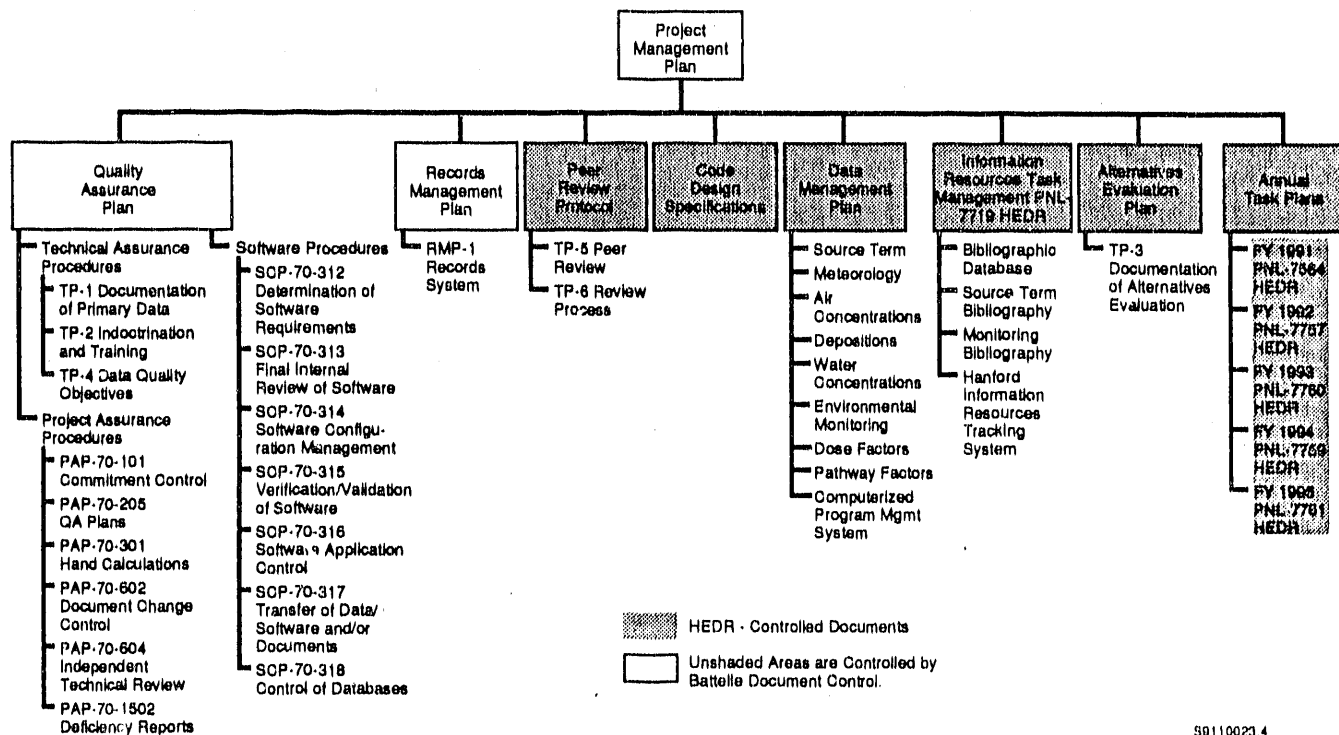 Project
Management
Plan
Quality
Assurance
Plan
Records
Management
Plan
Peer
Review
Protocol
Code
Design
Specifications
Data
Management
Plan
Information
Resources Task
Management PNL-
7719 HEDR
Alternatives
Evaluation
Plan
Annual
Task Plans
Technical Assurance
Procedures
TP-1 Documentation
of Primary Data
TP-2 Indoctrination
and Training
TP-4 Data Quality
Objectives
Project Assurance
Procedures
PAP-70-101
Commitment Control
PAP-70-205
QA Plans
PAP-70-301
Hand Calculations
PAP-70-602
Document Change
Control
PAP-70-604
Independent
Technical Review
PAP-70-1502
Deficiency Reports
Software Procedures
SCP-70-312
Determination of
Software
Requirements
SCP-70-313
Final Internal
Review of Software
SCP-70-314
Software Configu-
ration Management
SCP-70-315
Verification/Validation
of Software
SCP-70-316
Software Application
Control
SCP-70-317
Transfer of Data/
Software and/or
Documents
SCP-70-318
Control of Databases
RMP-1
Records
System
TP-5 Peer
Review
TP-6 Review
Process
Source Term
Meteorology
Air
Concentrations
Depositions
Water
Concentrations
Environmental
Monitoring
Dose Factors
Pathway Factors
Computerized
Program Mgmt
System
Bibliographic
Database
Source Term
Bibliography
Monitoring
Bibliography
Hanford
Information
Resources
Tracking
System
TP-3
Documentation
of Alternatives
Evaluation
FY 1991
PNL-7564
HEDR
FY 1992
PNL-7757
HEDR
FY 1993
PNL-7760
HEDR
FY 1994
PNL-7759
HEDR
FY 1995
PNL-7761
HEDR
HEDR - Controlled Documents
Unshaded Areas are Controlled by
Battelle Document Control.
S9110023.4